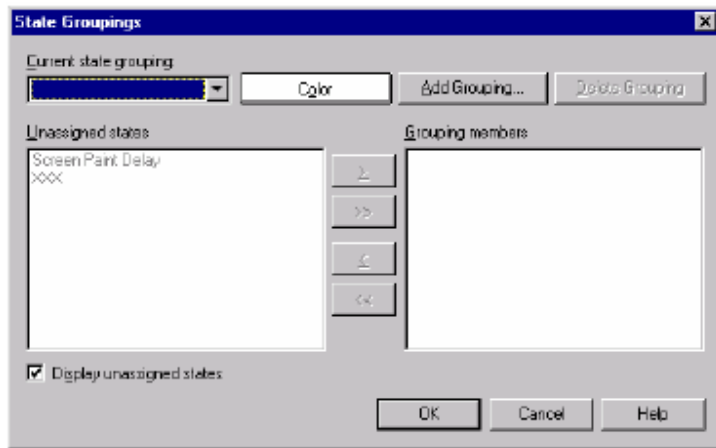 State Groupings
Current state grouping:
Color
Add Grouping...
Delete Grouping
Unassigned states
Grouping members
Screen Paint Delay
XXX
>
>>
<
<<
Display unassigned states
OK
Cancel
Help